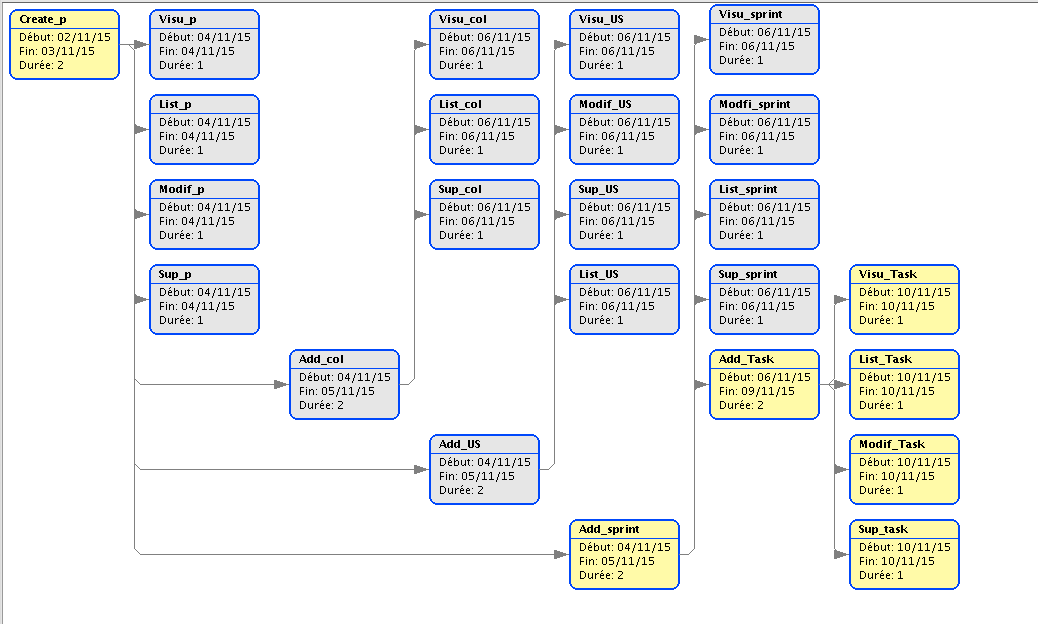 Create_p
Début: 02/11/15
Fin: 03/11/15
Durée: 2
Visu_p
Début: 04/11/15
Fin: 04/11/15
Durée: 1
List_p
Début: 04/11/15
Fin: 04/11/15
Durée: 1
Modif_p
Début: 04/11/15
Fin: 04/11/15
Durée: 1
Sup_p
Début: 04/11/15
Fin: 04/11/15
Durée: 1
Add_col
Début: 04/11/15
Fin: 05/11/15
Durée: 2
Visu_col
Début: 06/11/15
Fin: 06/11/15
Durée: 1
List_col
Début: 06/11/15
Fin: 06/11/15
Durée: 1
Sup_col
Début: 06/11/15
Fin: 06/11/15
Durée: 1
Add_US
Début: 04/11/15
Fin: 05/11/15
Durée: 2
Visu_US
Début: 06/11/15
Fin: 06/11/15
Durée: 1
Modif_US
Début: 06/11/15
Fin: 06/11/15
Durée: 1
Sup_US
Début: 06/11/15
Fin: 06/11/15
Durée: 1
List_US
Début: 06/11/15
Fin: 06/11/15
Durée: 1
Add_sprint
Début: 04/11/15
Fin: 05/11/15
Durée: 2
Visu_sprint
Début: 06/11/15
Fin: 06/11/15
Durée: 1
Modfi_sprint
Début: 06/11/15
Fin: 06/11/15
Durée: 1
List_sprint
Début: 06/11/15
Fin: 06/11/15
Durée: 1
Sup_sprint
Début: 06/11/15
Fin: 06/11/15
Durée: 1
Add_Task
Début: 06/11/15
Fin: 09/11/15
Durée: 2
Visu_Task
Début: 10/11/15
Fin: 10/11/15
Durée: 1
List_Task
Début: 10/11/15
Fin: 10/11/15
Durée: 1
Modif_Task
Début: 10/11/15
Fin: 10/11/15
Durée: 1
Sup_task
Début: 10/11/15
Fin: 10/11/15
Durée: 1